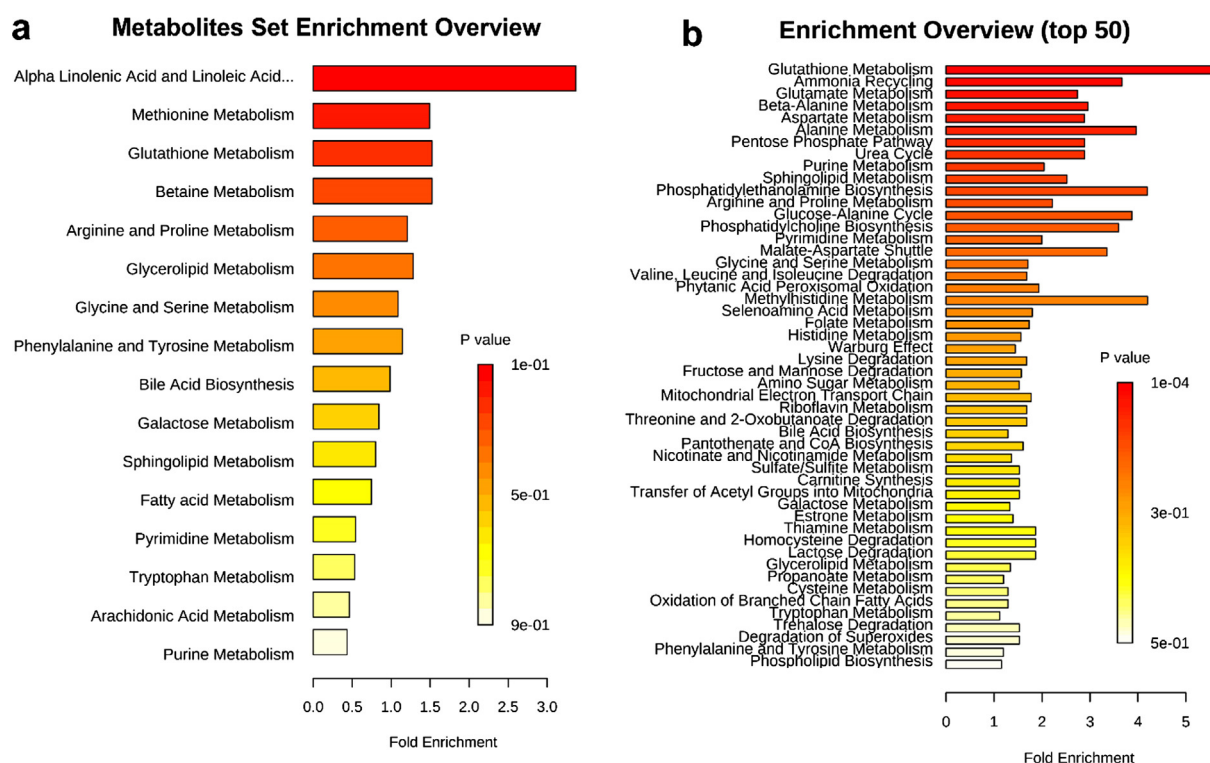 a
Metabolites Set Enrichment Overview
Alpha Linolenic Acid and Linoleic Acid...
Methionine Metabolism
Glutathione Metabolism
Betaine Metabolism
Arginine and Proline Metabolism
Glycerolipid Metabolism
Glycine and Serine Metabolism
Phenylalanine and Tyrosine Metabolism
Bile Acid Biosynthesis
Galactose Metabolism
Sphingolipid Metabolism
Fatty acid Metabolism
Pyrimidine Metabolism
Tryptophan Metabolism
Arachidonic Acid Metabolism
Purine Metabolism
P value
1e-01
5e-01
9e-01
0.0 0.5 1.0 1.5 2.0 2.5 3.0
Fold Enrichment
b
Enrichment Overview (top 50)
Glutathione Metabolism
Ammonia Recycling
Glutamate Metabolism
Beta-Alanine Metabolism
Aspartate Metabolism
Alanine Metabolism
Pentose Phosphate Pathway
Urea Cycle
Purine Metabolism
Sphingolipid Metabolism
Phosphatidylethanolamine Biosynthesis
Arginine and Proline Metabolism
Glucose-Alanine Cycle
Phosphatidylcholine Biosynthesis
Pyrimidine Metabolism
Malate-Aspartate Shuttle
Glycine and Serine Metabolism
Valine, Leucine and Isoleucine Degradation
Phytanic Acid Peroxisomal Oxidation
Methylhistidine Metabolism
Selenoamino Acid Metabolism
Folate Metabolism
Histidine Metabolism
Warburg Effect
Lysine Degradation
Fructose and Mannose Degradation
Amino Sugar Metabolism
Mitochondrial Electron Transport Chain
Riboflavin Metabolism
Threonine and 2-Oxobutanoate Degradation
Bile Acid Biosynthesis
Pantothenate and CoA Biosynthesis
Nicotinate and Nicotinamide Metabolism
Sulfate/Sulfite Metabolism
Carnitine Synthesis
Transfer of Acetyl Groups into Mitochondria
Galactose Metabolism
Estrone Metabolism
Thiamine Metabolism
Homocysteine Degradation
Lactose Degradation
Glycerolipid Metabolism
Propanoate Metabolism
Cysteine Metabolism
Oxidation of Branched Chain Fatty Acids
Tryptophan Metabolism
Trehalose Degradation
Degradation of Superoxides
Phenylalanine and Tyrosine Metabolism
Phospholipid Biosynthesis
P value
1e-04
3e-01
5e-01
0 1 2 3 4 5
Fold Enrichment